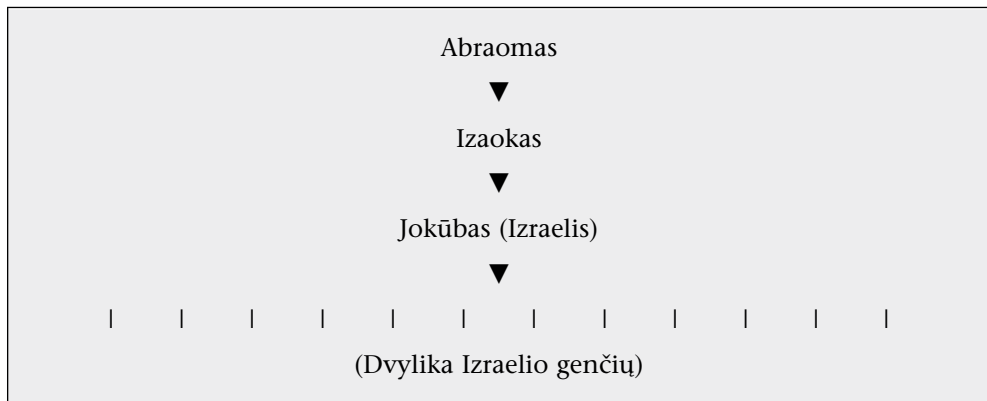 Abraomas
▼
Izaokas
▼
Jokūbas (Izraelis)
▼
| | | | | | | | | | | |
(Dvylika Izraelio genčių)